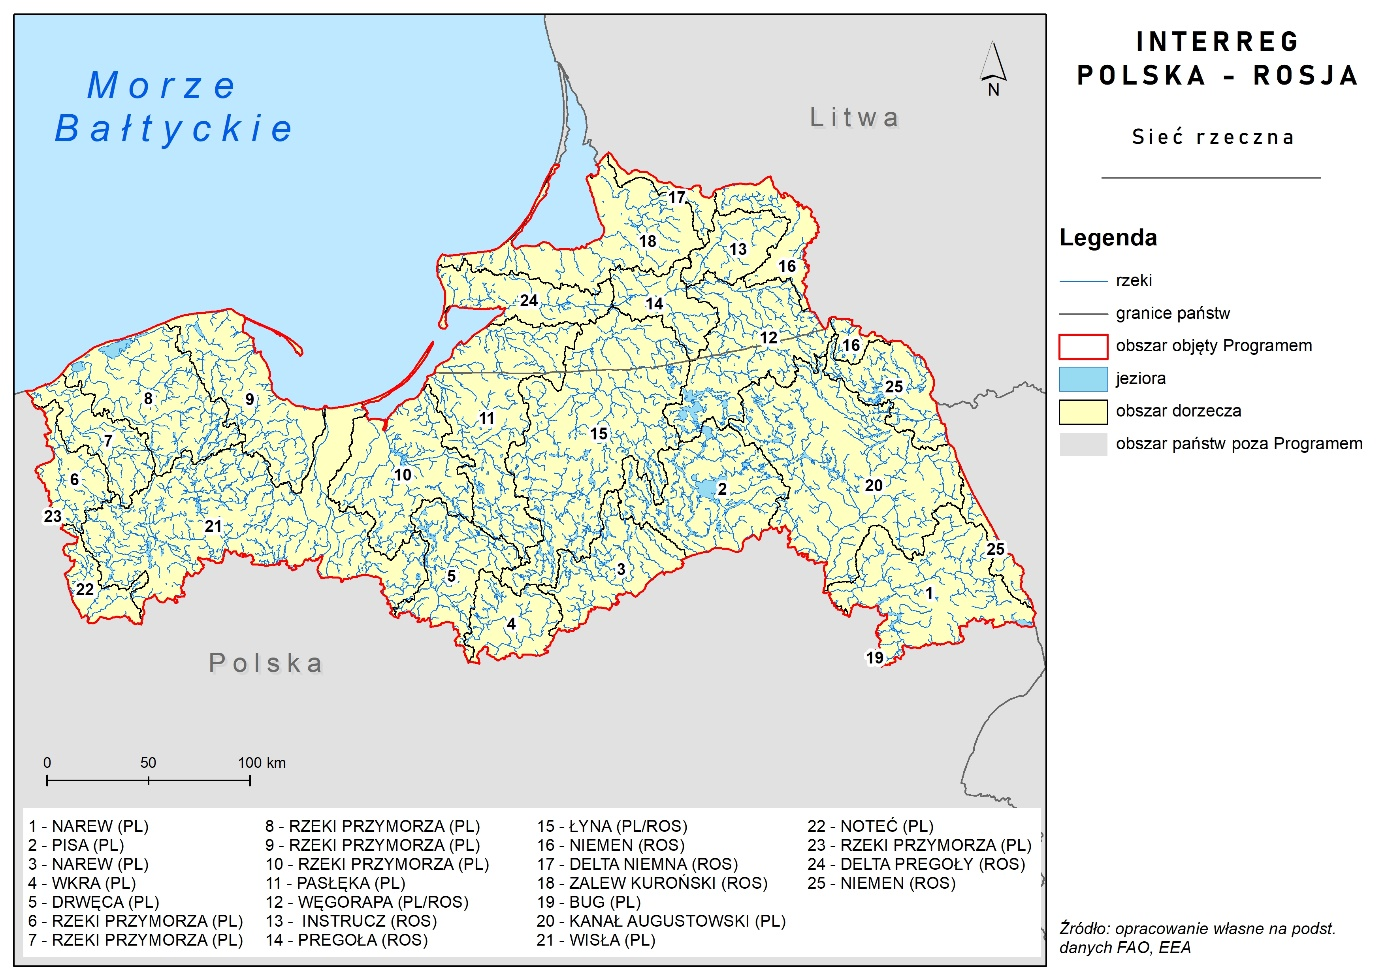 INTERREG
POLSKA - ROSJA
Sieć rzeczna
Morze
Bałtyckie
Litwa
N
Legenda
rzeki
granice państw
obszar objęty Programem
jeziora
obszar dorzecza
obszar państw poza Programem
17
18
13
16
24
14
12
16
25
8
9
7
11
15
10
6
2
20
23
21
25
22
5
3
1
4
19
Polska
0 50 100 km
1 - NAREW (PL)
2 - PISA (PL)
3 - NAREW (PL)
4 - WKRA (PL)
5 - DRWĘCA (PL)
6 - RZEKI PRZYMORZA (PL)
7 - RZEKI PRZYMORZA (PL)
8 - RZEKI PRZYMORZA (PL)
9 - RZEKI PRZYMORZA (PL)
10 - RZEKI PRZYMORZA (PL)
11 - PASŁĘKA (PL)
12 - WĘGORAPA (PL/ROS)
13 - INSTRUCZ (ROS)
14 - PREGOŁA (ROS)
15 - ŁYNA (PL/ROS)
16 - NIEMEN (ROS)
17 - DELTA NIEMNA (ROS)
18 - ZALEW KUROŃSKI (ROS)
19 - BUG (PL)
20 - KANAŁ AUGUSTOWSKI (PL)
21 - WISŁA (PL)
22 - NOTEĆ (PL)
23 - RZEKI PRZYMORZA (PL)
24 - DELTA PREGOŁY (ROS)
25 - NIEMEN (ROS)
Źródło: opracowanie własne na podst.
danych FAO, EEA